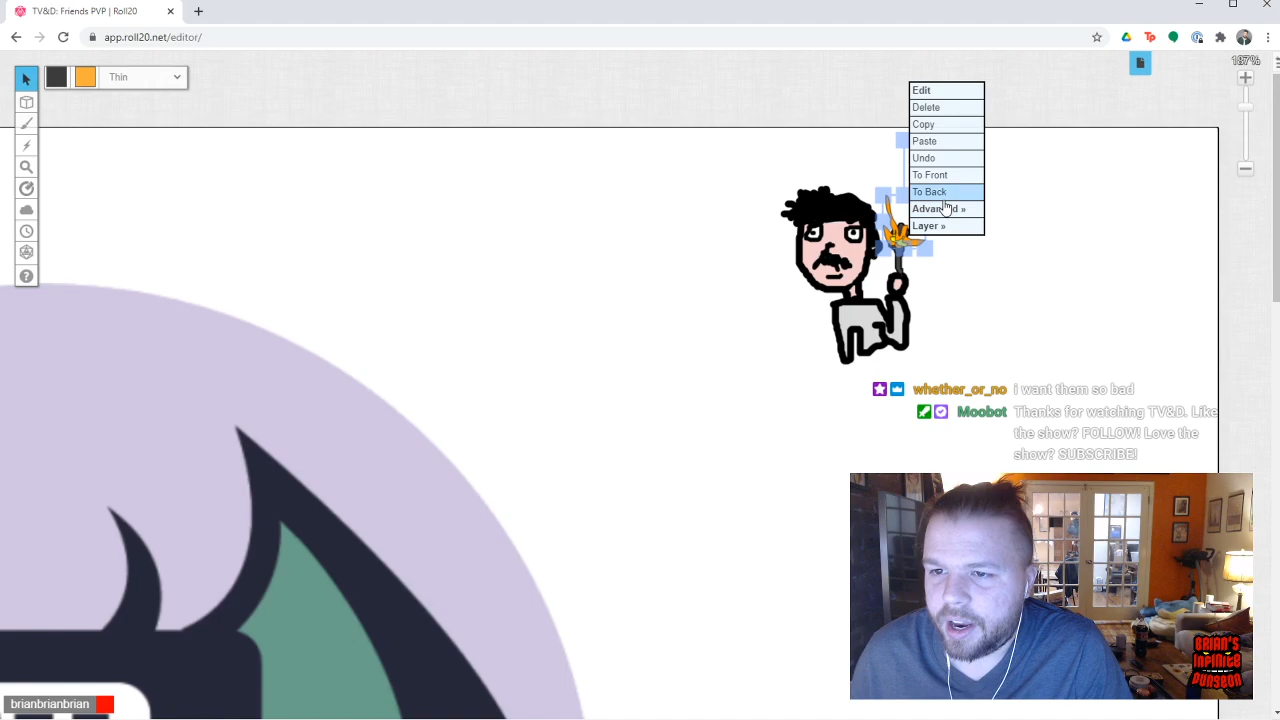 TV&D: Friends PVP | Roll20
app.roll20.net/editor/
Thin
187%
Edit
Delete
Copy
Paste
Undo
To Front
To Back
Advanced »
Layer »
whether_or_no i want them so bad
Moobot Thanks for watching TV&D. Like
the show? FOLLOW! Love the
show? SUBSCRIBE!
BRIAN'S
INFINITE
DUNGEON
brianbrianbrian